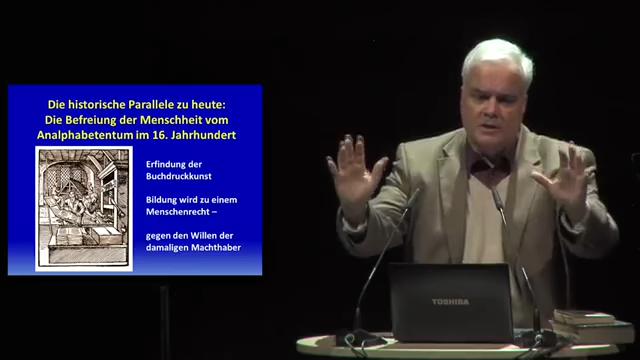 Die historische Parallele zu heute:
Die Befreiung der Menschheit vom
Analphabetentum im 16. Jahrhundert
Erfindung der
Buchdruckkunst
Bildung wird zu einem
Menschenrecht –
gegen den Willen der
damaligen Machthaber
TOSHIBA